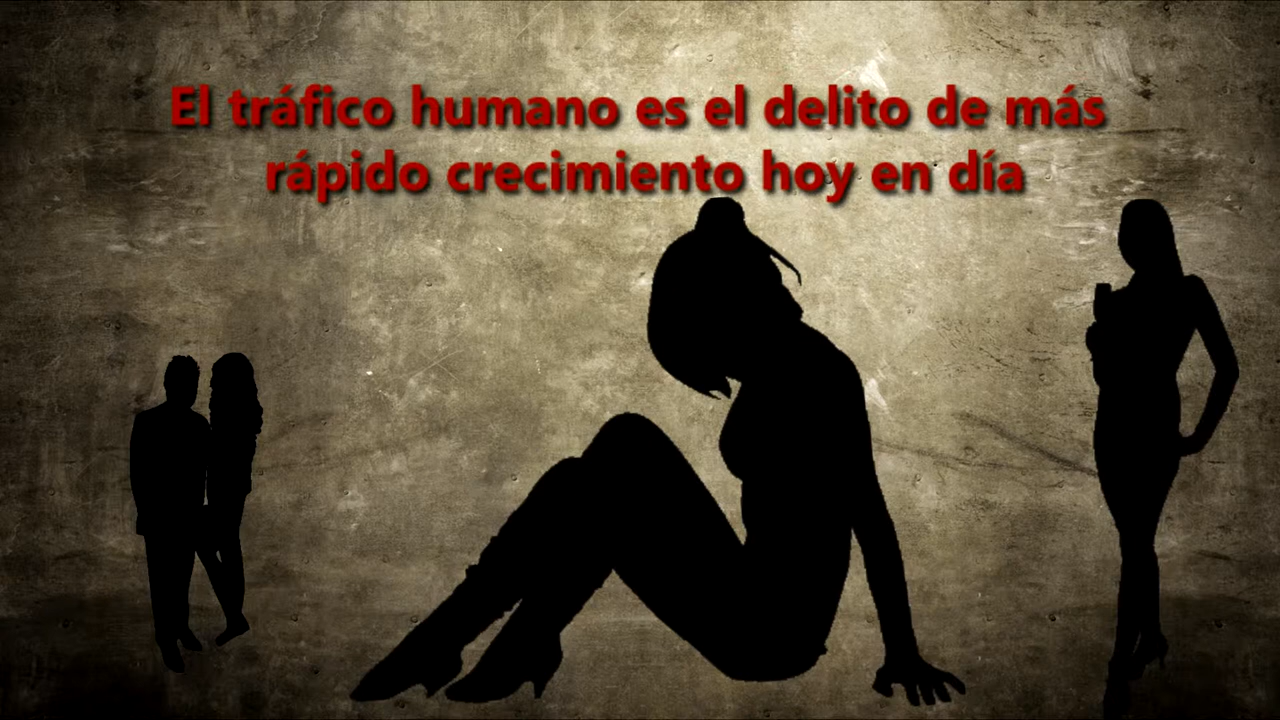 El tráfico humano es el delito de más
rápido crecimiento hoy en día